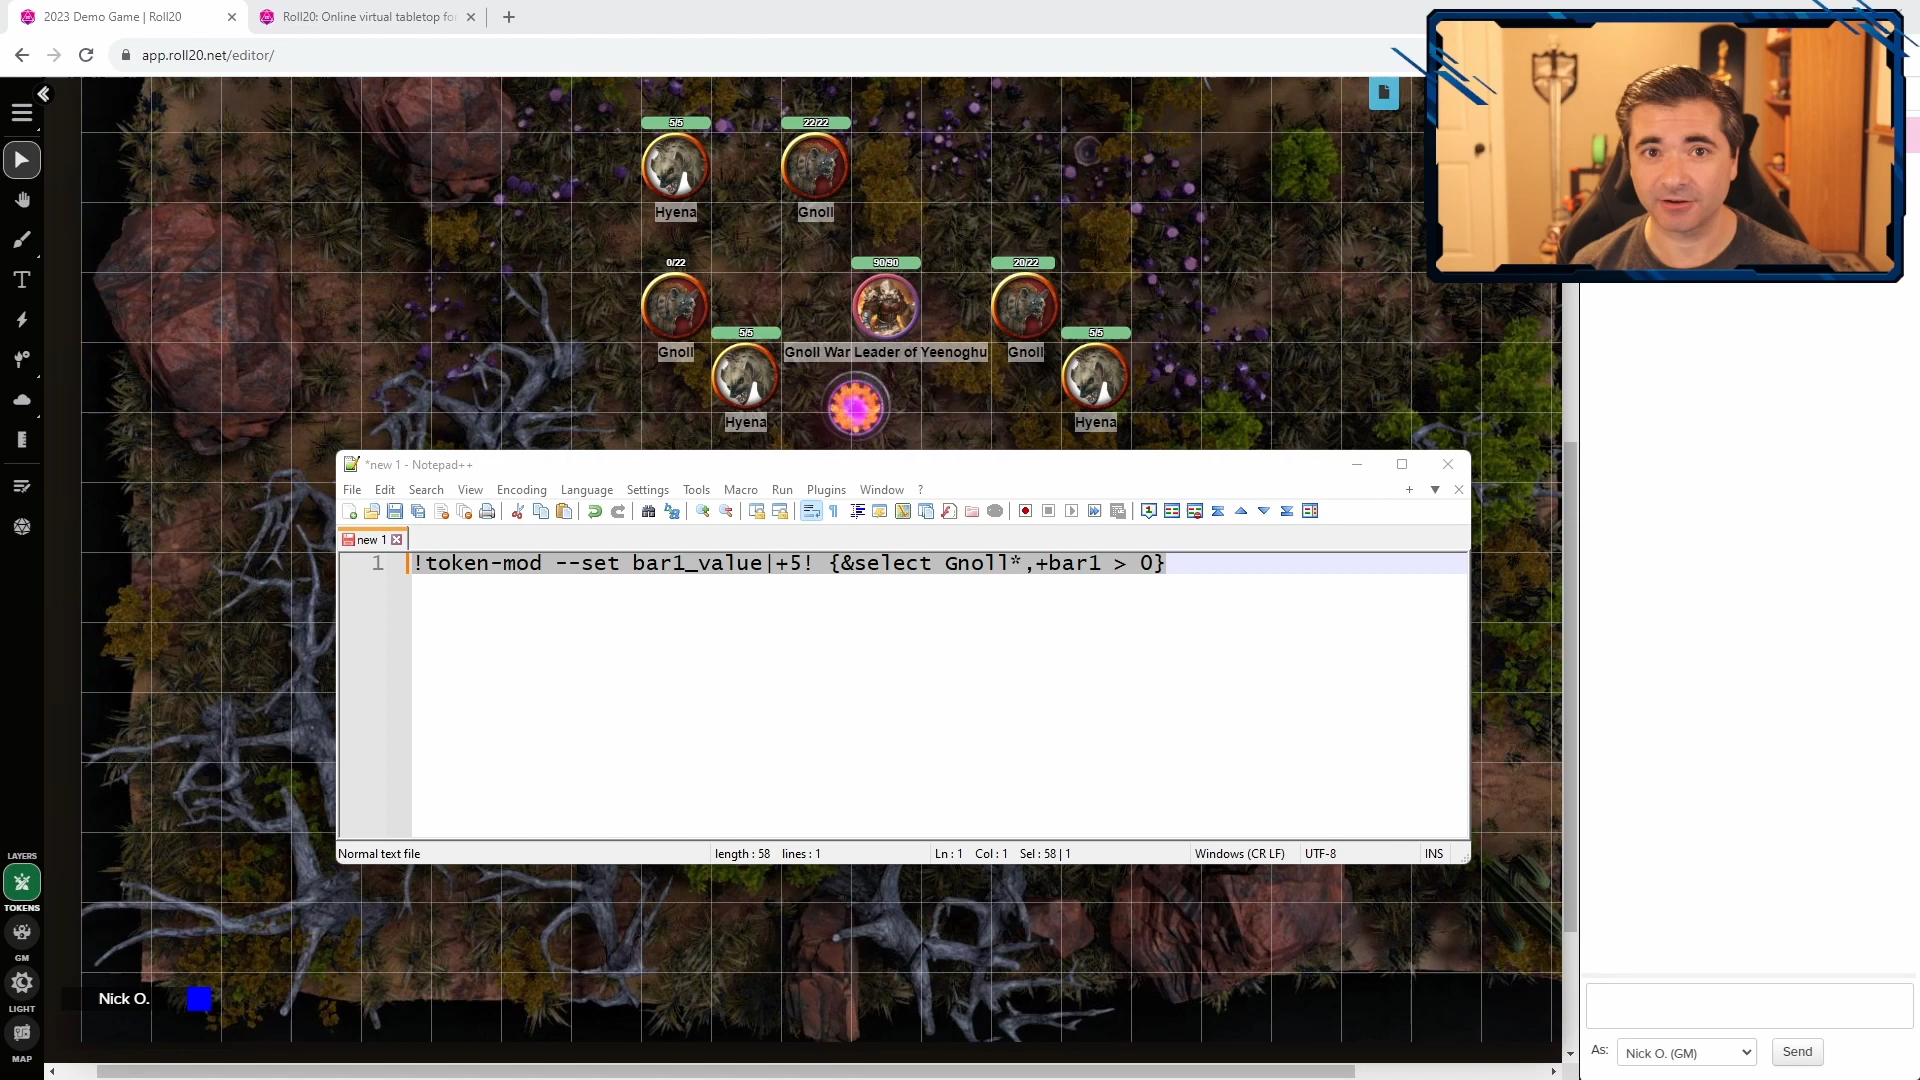 2023 Demo Game | Roll20
Roll20: Online virtual tabletop fo
app.roll20.net/editor/
5/5
22/22
Hyena
Gnoll
0/22
90/90
20/22
5/5
5/5
Gnoll
Gnoll War Leader of Yeenoghu
Gnoll
Hyena
Hyena
*new 1 - Notepad++
File Edit Search View Encoding Language Settings Tools Macro Run Plugins Window ?
new 1
1 !token-mod --set bar1_value|+5! {&select Gnoll*,+bar1 > 0}
Normal text file length : 58 lines : 1 Ln : 1 Col : 1 Sel : 58 | 1 Windows (CR LF) UTF-8 INS
LAYERS
TOKENS
GM
LIGHT
MAP
Nick O.
As: Nick O. (GM) Send